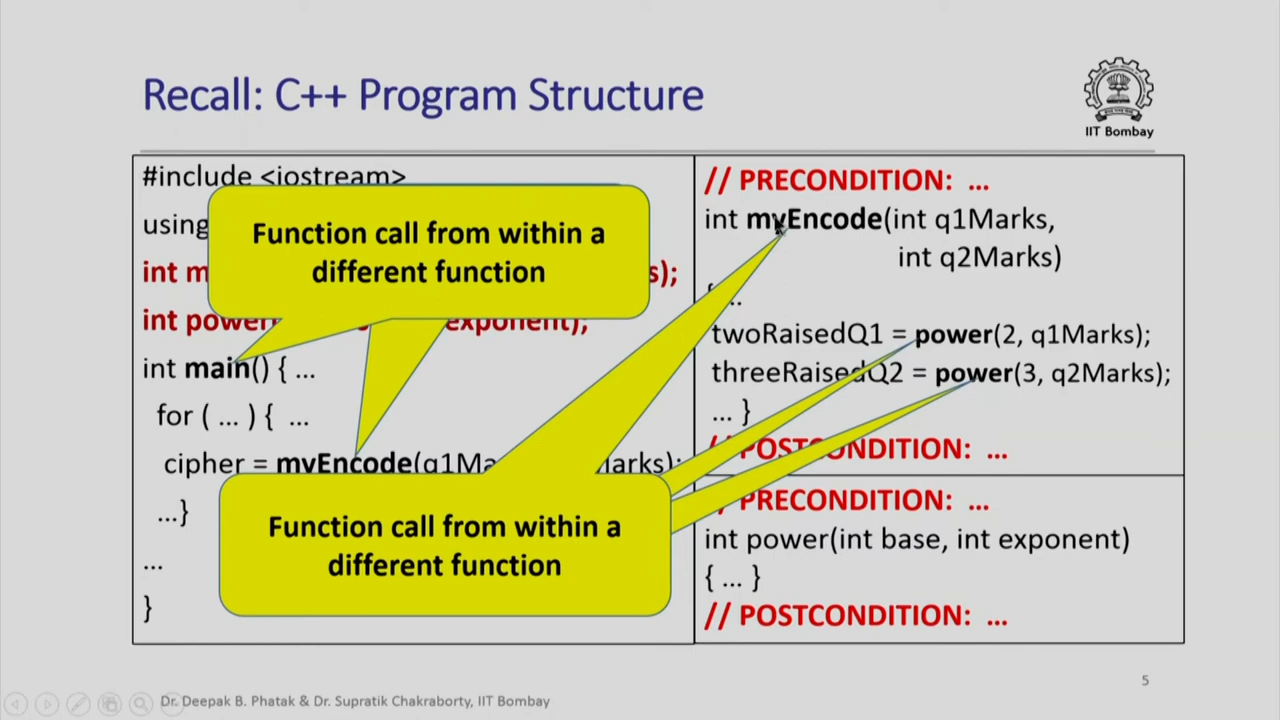 Recall: C++ Program Structure
IIT Bombay
#include <iostream>
using
int m s);
int power exponent);
int main() { ...
for ( ... ) { ...
cipher = myEncode(q1Ma arks);
...}
...
}
Function call from within a
different function
Function call from within a
different function
// PRECONDITION: ...
int myEncode(int q1Marks,
int q2Marks)
{ ...
twoRaisedQ1 = power(2, q1Marks);
threeRaisedQ2 = power(3, q2Marks);
... }
// POSTCONDITION: ...
// PRECONDITION: ...
int power(int base, int exponent)
{ ... }
// POSTCONDITION: ...
5
Dr. Deepak B. Phatak & Dr. Supratik Chakraborty, IIT Bombay